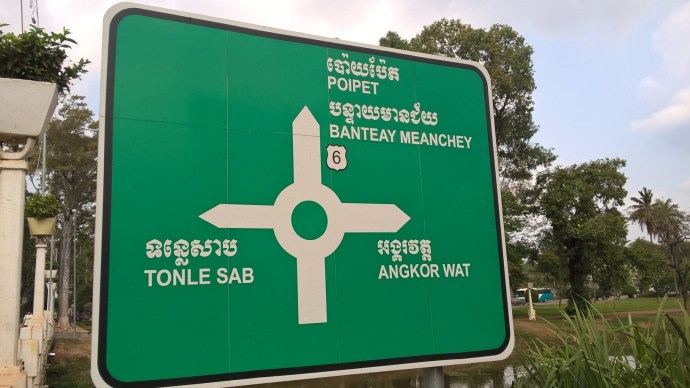 ប៉ោយប៉ែត
POIPET
បន្ទាយមានជ័យ
BANTEAY MEANCHEY
6
ទន្លេសាប
TONLE SAB
អង្គរវត្ត
ANGKOR WAT